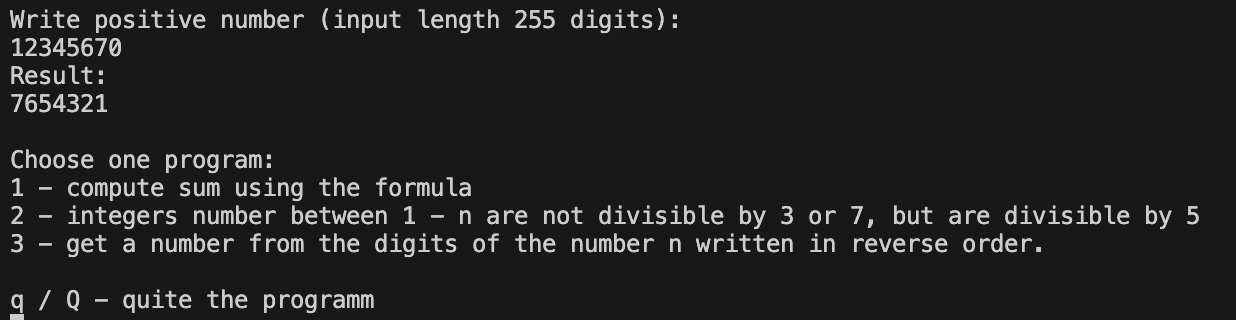 Write positive number (input length 255 digits):
12345670
Result:
7654321
Choose one program:
1 – compute sum using the formula
2 – integers number between 1 – n are not divisible by 3 or 7, but are divisible by 5
3 – get a number from the digits of the number n written in reverse order.
q / Q – quite the programm